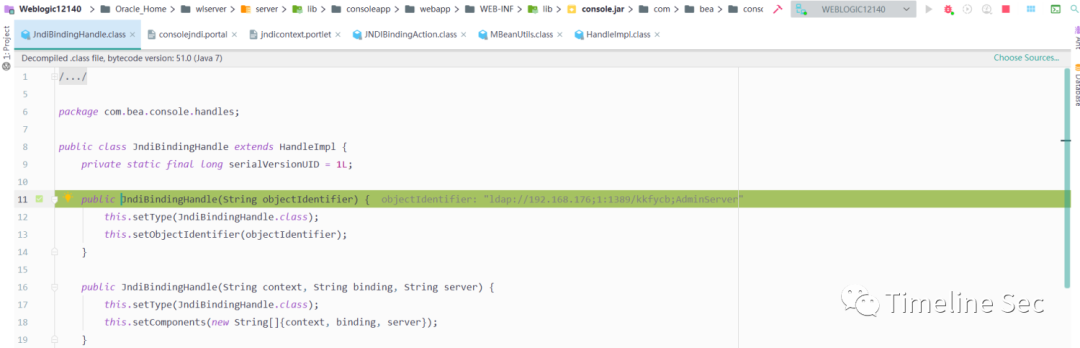 Weblogic12140 > Oracle_Home > wlserver > server > lib > consoleapp > webapp > WEB-INF > lib > console.jar > com > bea > consc WEBLOGIC12140
JndiBindingHandle.class × consolejndi.portal × jndicontext.portlet × JNDIBindingAction.class × MBeanUtils.class × HandleImpl.class ×
1: Project
Ant
Database
Decompiled .class file, bytecode version: 51.0 (Java 7) Choose Sources...
1 /.../
5
6 package com.bea.console.handles;
7
8 public class JndiBindingHandle extends HandleImpl {
9 private static final long serialVersionUID = 1L;
10
11 public JndiBindingHandle(String objectIdentifier) { objectIdentifier: "ldap://192.168.176;1:1389/kkfycb;AdminServer"
12 this.setType(JndiBindingHandle.class);
13 this.setObjectIdentifier(objectIdentifier);
14 }
15
16 public JndiBindingHandle(String context, String binding, String server) {
17 this.setType(JndiBindingHandle.class);
18 this.setComponents(new String[]{context, binding, server});
19 }
Timeline Sec